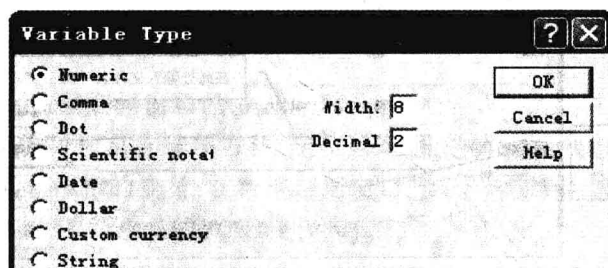 Variable Type
Numeric
Comma
Dot
Scientific notat
Date
Dollar
Custom currency
String
Width: 8
Decimal 2
OK
Cancel
Help